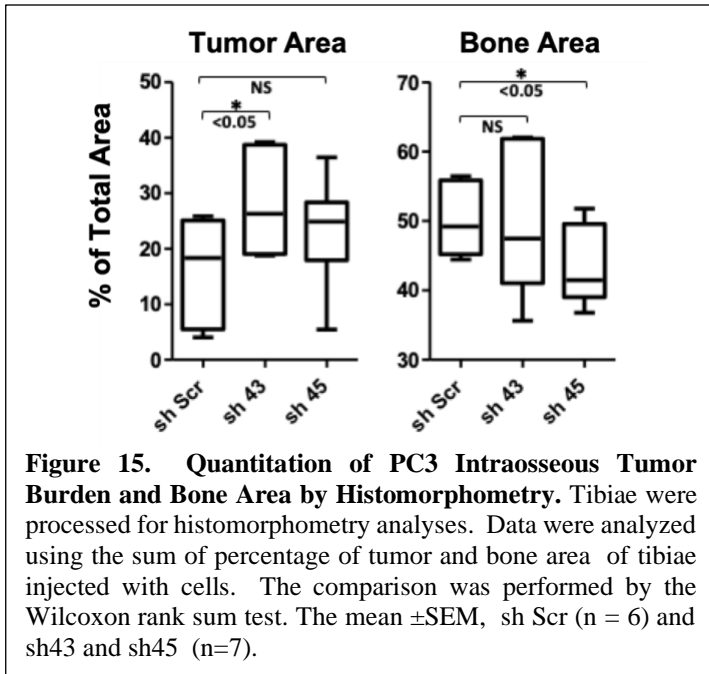 Tumor Area
Bone Area
% of Total Area
50
40
30
20
10
0
NS
*
<0.05
sh Scr
sh 43
sh 45
70
60
50
40
30
*
<0.05
NS
sh Scr
sh 43
sh 45
Figure 15. Quantitation of PC3 Intraosseous Tumor
Burden and Bone Area by Histomorphometry. Tibiae were
processed for histomorphometry analyses. Data were analyzed
using the sum of percentage of tumor and bone area of tibiae
injected with cells. The comparison was performed by the
Wilcoxon rank sum test. The mean ±SEM, sh Scr (n = 6) and
sh43 and sh45 (n=7).